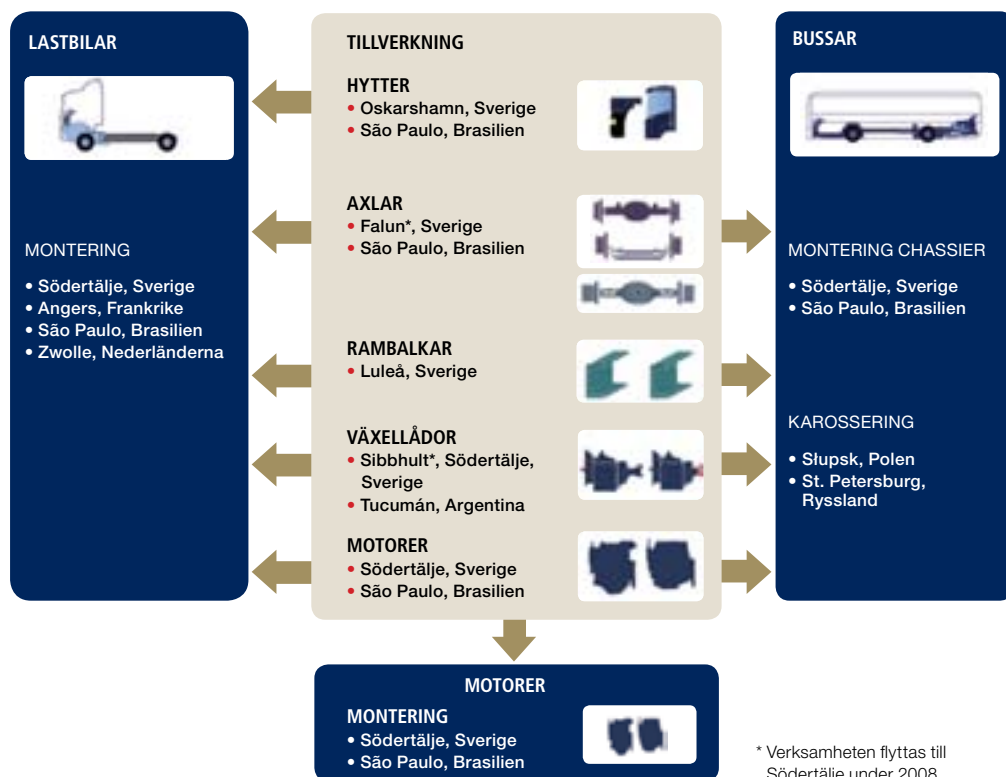 LASTBILAR
MONTERING
• Södertälje, Sverige
• Angers, Frankrike
• São Paulo, Brasilien
• Zwolle, Nederländerna
TILLVERKNING
HYTTER
• Oskarshamn, Sverige
• São Paulo, Brasilien
AXLAR
• Falun*, Sverige
• São Paulo, Brasilien
RAMBALKAR
• Luleå, Sverige
VÄXELLÅDOR
• Sibbhult*, Södertälje,
Sverige
• Tucumán, Argentina
MOTORER
• Södertälje, Sverige
• São Paulo, Brasilien
BUSSAR
MONTERING CHASSIER
• Södertälje, Sverige
• São Paulo, Brasilien
KAROSSERING
• Słupsk, Polen
• St. Petersburg,
Ryssland
MOTORER
MONTERING
• Södertälje, Sverige
• São Paulo, Brasilien
* Verksamheten flyttas till
Södertälje under 2008